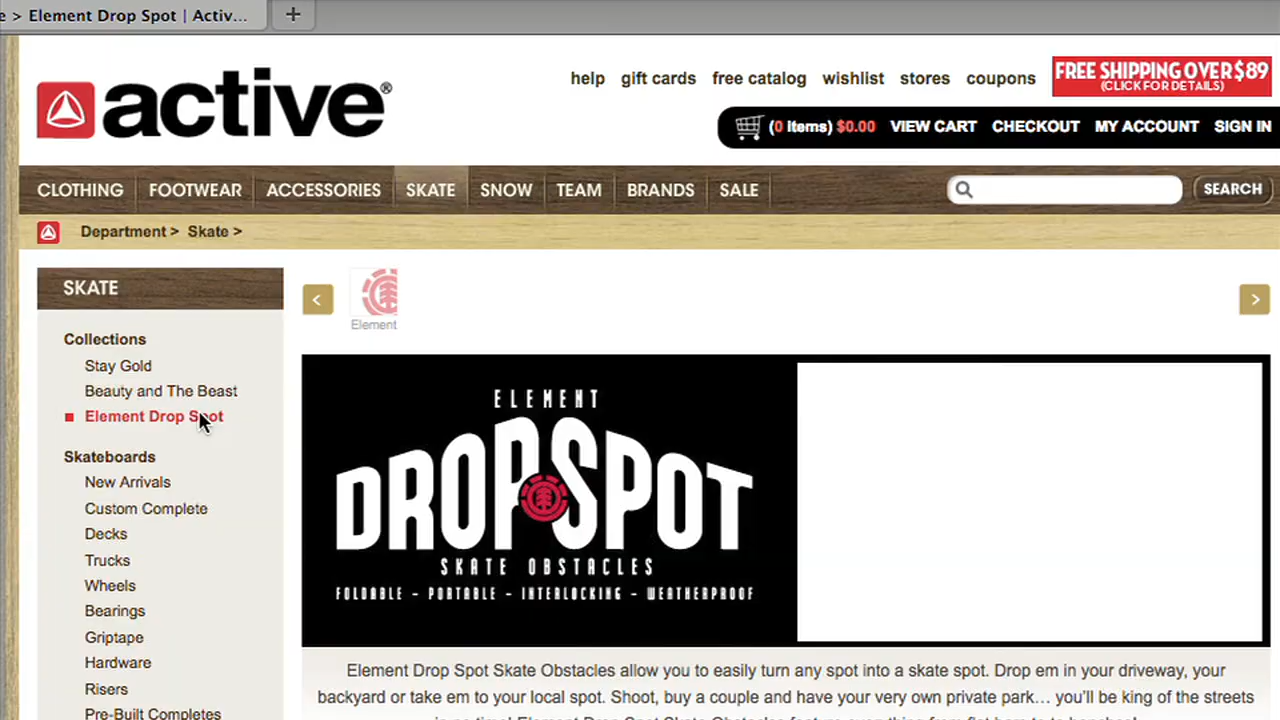 e > Element Drop Spot | Activ...
active®
help gift cards free catalog wishlist stores coupons
FREE SHIPPING OVER $89
(CLICK FOR DETAILS)
(0 items) $0.00 VIEW CART CHECKOUT MY ACCOUNT SIGN IN
CLOTHING FOOTWEAR ACCESSORIES SKATE SNOW TEAM BRANDS SALE
SEARCH
Department > Skate >
SKATE
Collections
Stay Gold
Beauty and The Beast
Element Drop Spot
Skateboards
New Arrivals
Custom Complete
Decks
Trucks
Wheels
Bearings
Griptape
Hardware
Risers
Pre-Built Completes
Element
ELEMENT
DROPSPOT
SKATE OBSTACLES
FOLDABLE - PORTABLE - INTERLOCKING - WEATHERPROOF
Element Drop Spot Skate Obstacles allow you to easily turn any spot into a skate spot. Drop em in your driveway, your
backyard or take em to your local spot. Shoot, buy a couple and have your very own private park… you'll be king of the streets